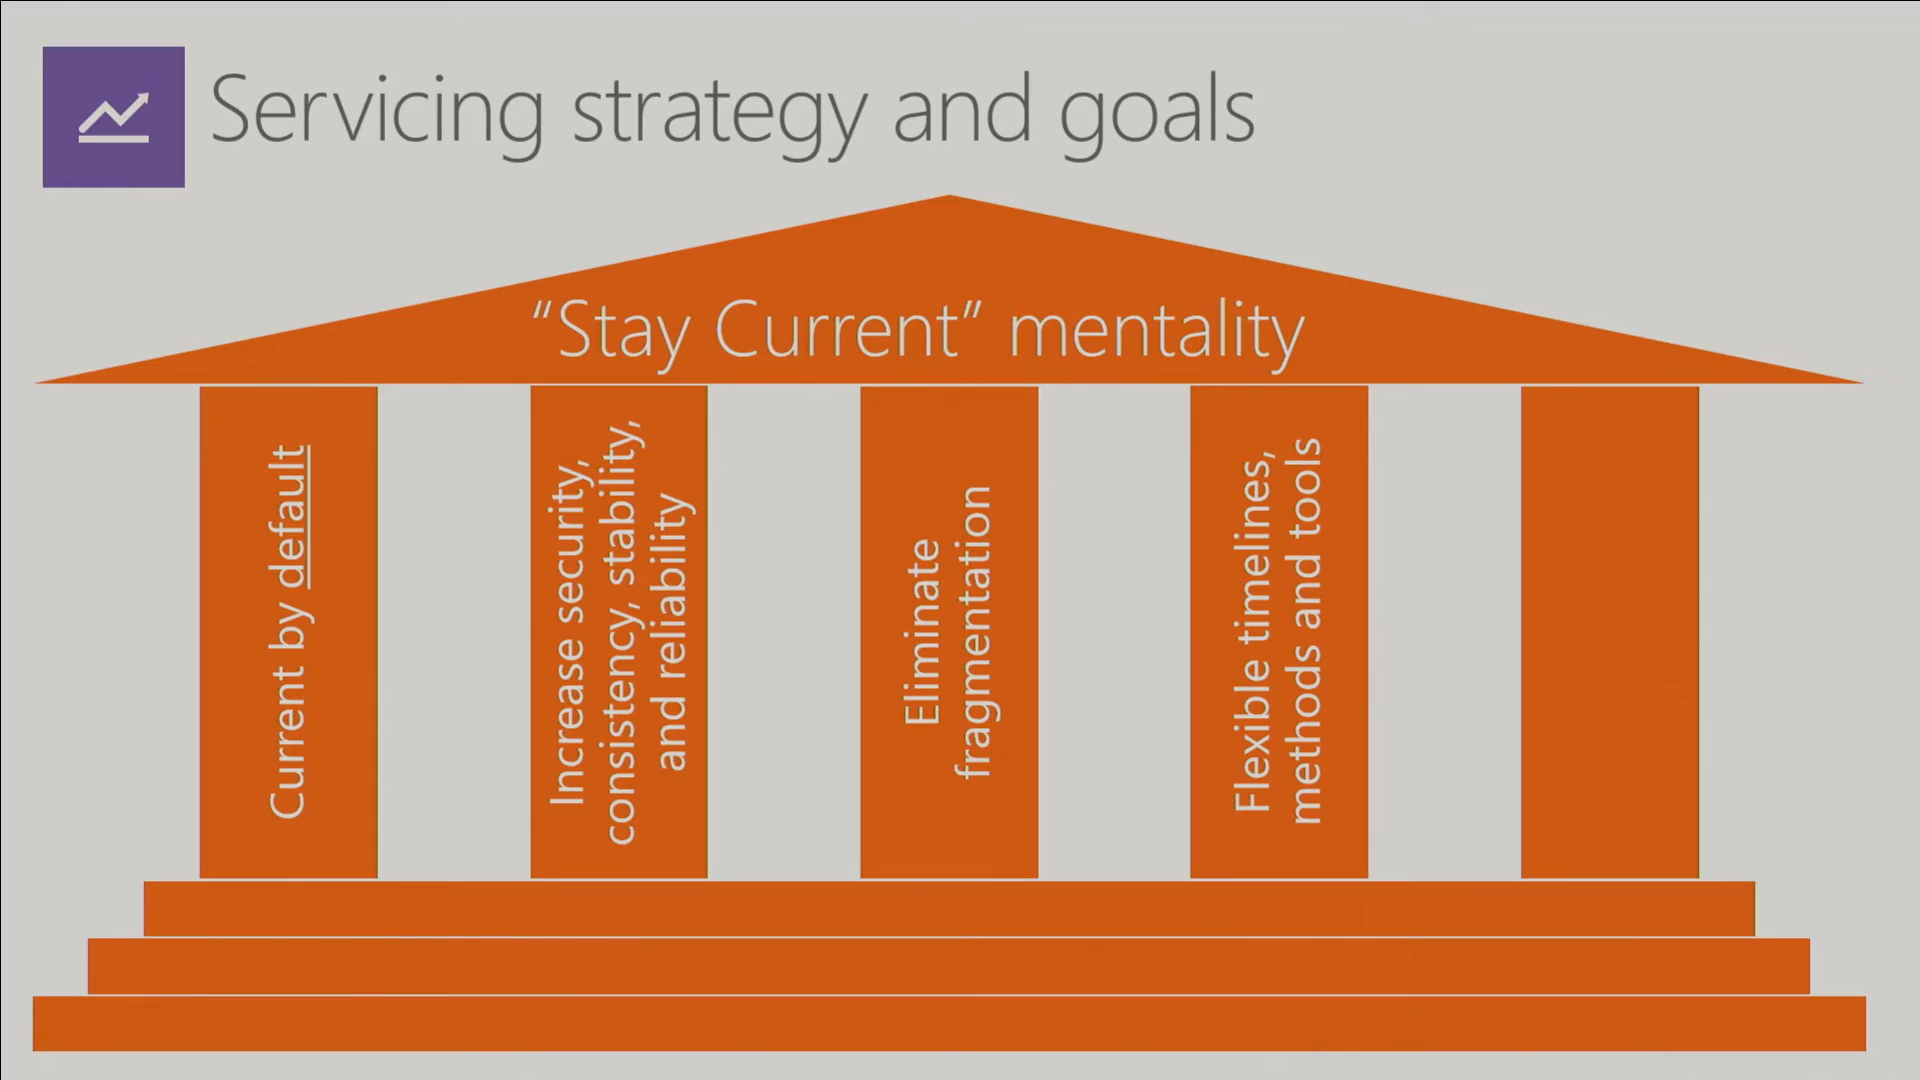 Servicing strategy and goals
“Stay Current” mentality
Current by default
Increase security,
consistency, stability,
and reliability
Eliminate
fragmentation
Flexible timelines,
methods and tools